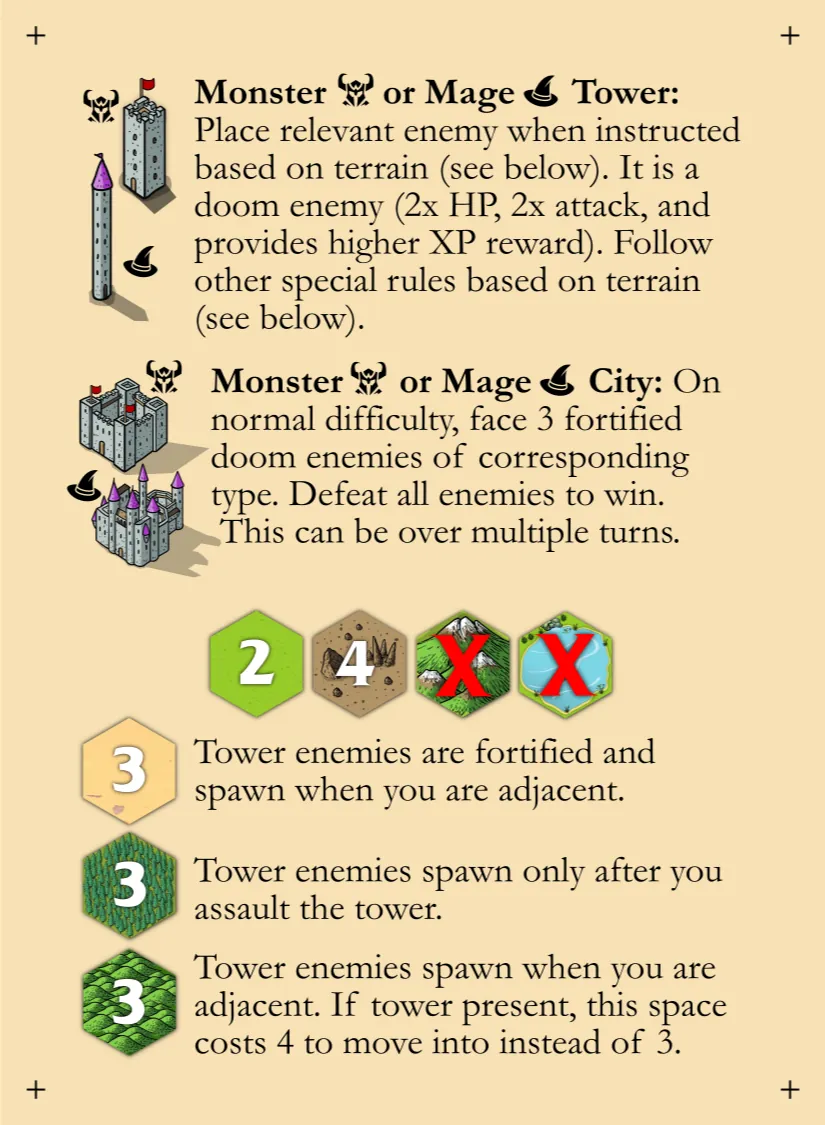 Monster or Mage Tower:
Place relevant enemy when instructed
based on terrain (see below). It is a
doom enemy (2x HP, 2x attack, and
provides higher XP reward). Follow
other special rules based on terrain
(see below).
Monster or Mage City: On
normal difficulty, face 3 fortified
doom enemies of corresponding
type. Defeat all enemies to win.
This can be over multiple turns.
2 4 X X
3 Tower enemies are fortified and
spawn when you are adjacent.
3 Tower enemies spawn only after you
assault the tower.
3 Tower enemies spawn when you are
adjacent. If tower present, this space
costs 4 to move into instead of 3.